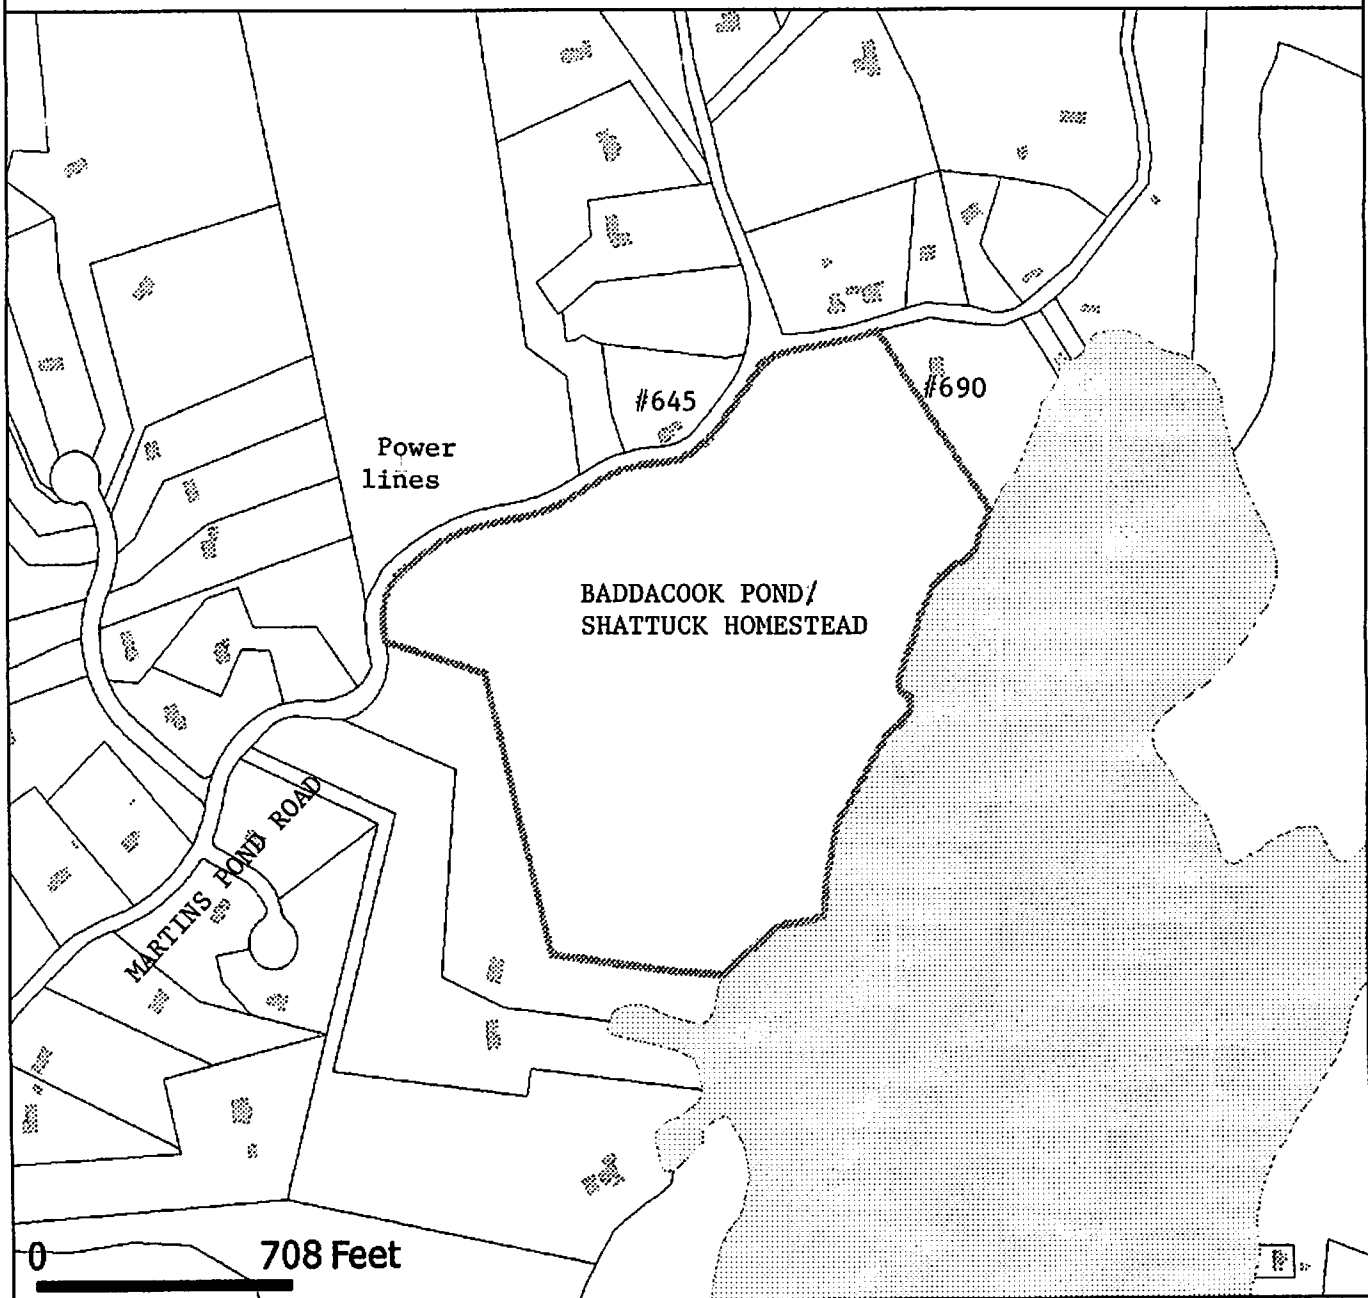 #645
#690
Power
lines
BADDACOOK POND/
SHATTUCK HOMESTEAD
MARTINS POND ROAD
0 708 Feet